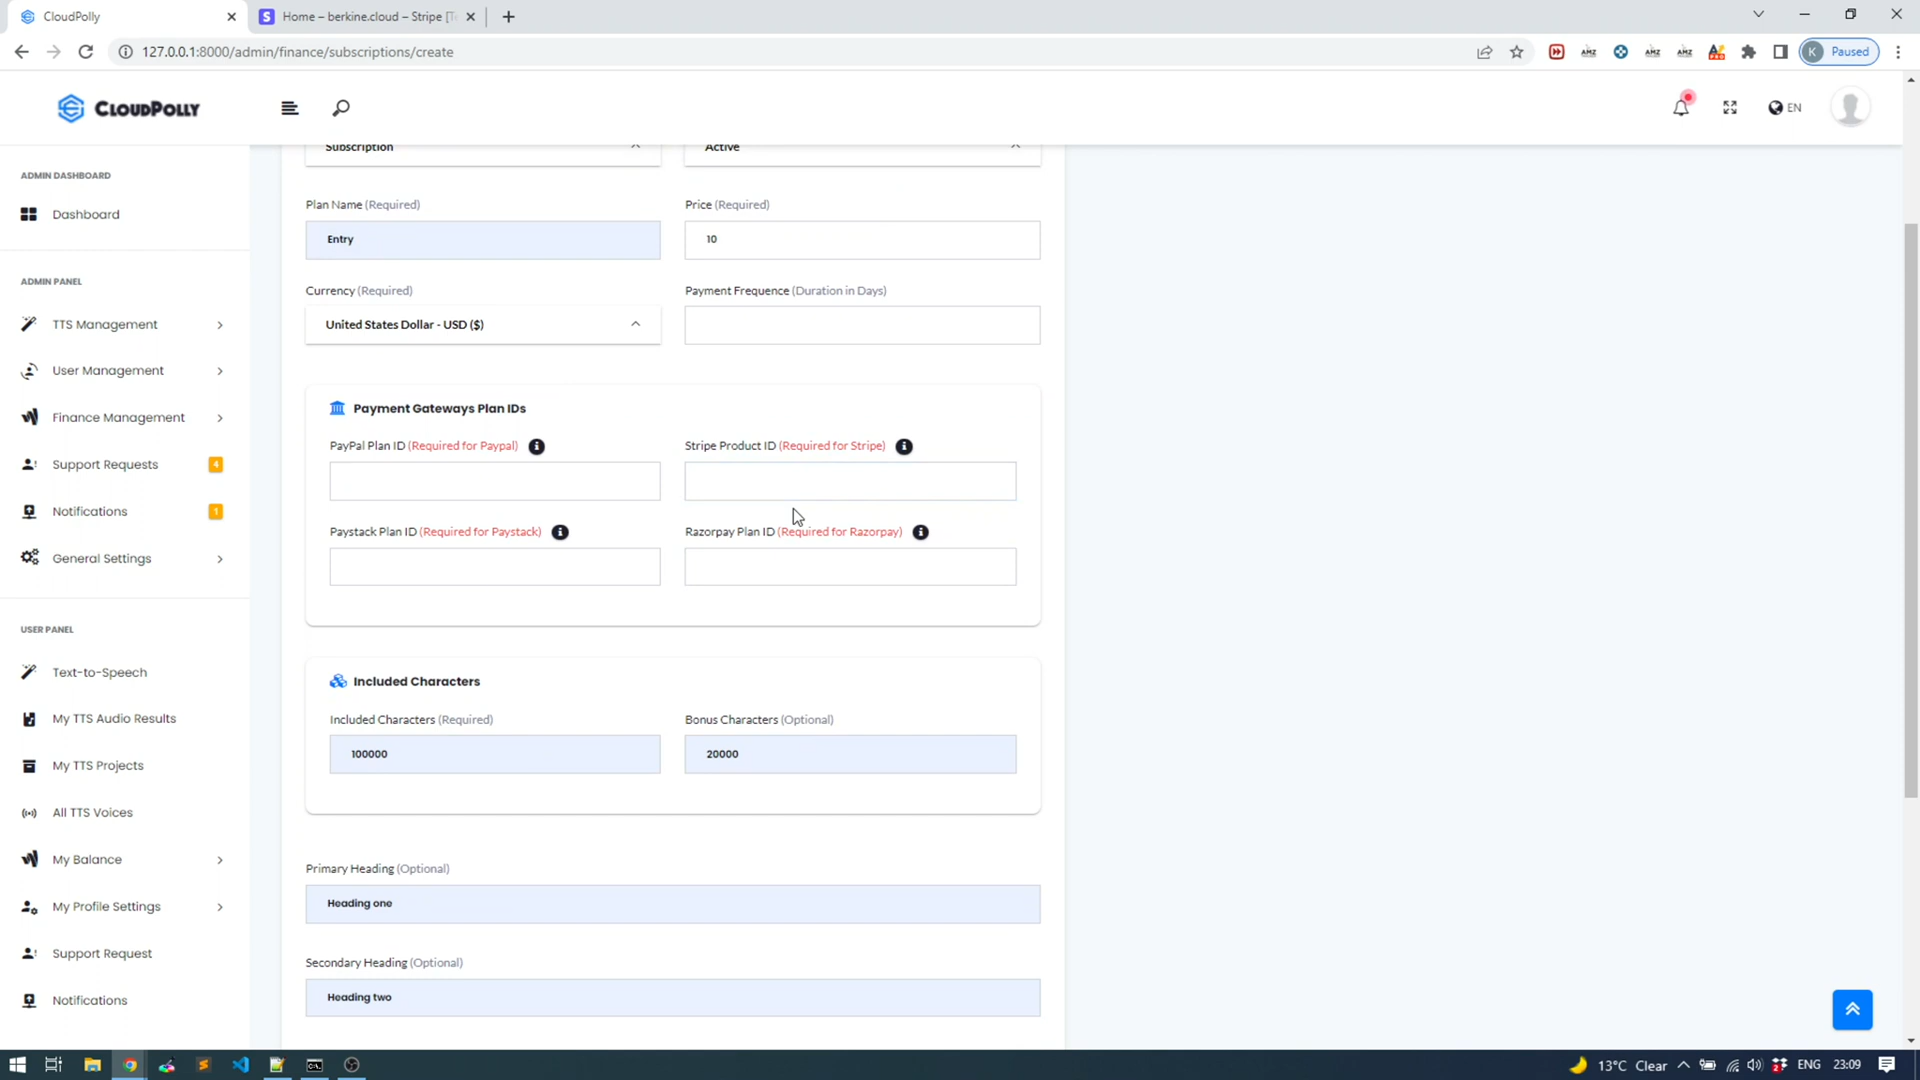 CloudPolly
Home – berkine.cloud – Stripe [T
127.0.0.1:8000/admin/finance/subscriptions/create
K Paused
CLOUDPOLLY
EN
ADMIN DASHBOARD
Dashboard
ADMIN PANEL
TTS Management
User Management
Finance Management
Support Requests 4
Notifications 1
General Settings
USER PANEL
Text-to-Speech
My TTS Audio Results
My TTS Projects
All TTS Voices
My Balance
My Profile Settings
Support Request
Notifications
Subscription
Active
Plan Name (Required)
Price (Required)
Entry
10
Currency (Required)
Payment Frequence (Duration in Days)
United States Dollar - USD ($)
Payment Gateways Plan IDs
PayPal Plan ID (Required for Paypal)
Stripe Product ID (Required for Stripe)
Paystack Plan ID (Required for Paystack)
Razorpay Plan ID (Required for Razorpay)
Included Characters
Included Characters (Required)
Bonus Characters (Optional)
100000
20000
Primary Heading (Optional)
Heading one
Secondary Heading (Optional)
Heading two
13°C Clear
ENG
23:09